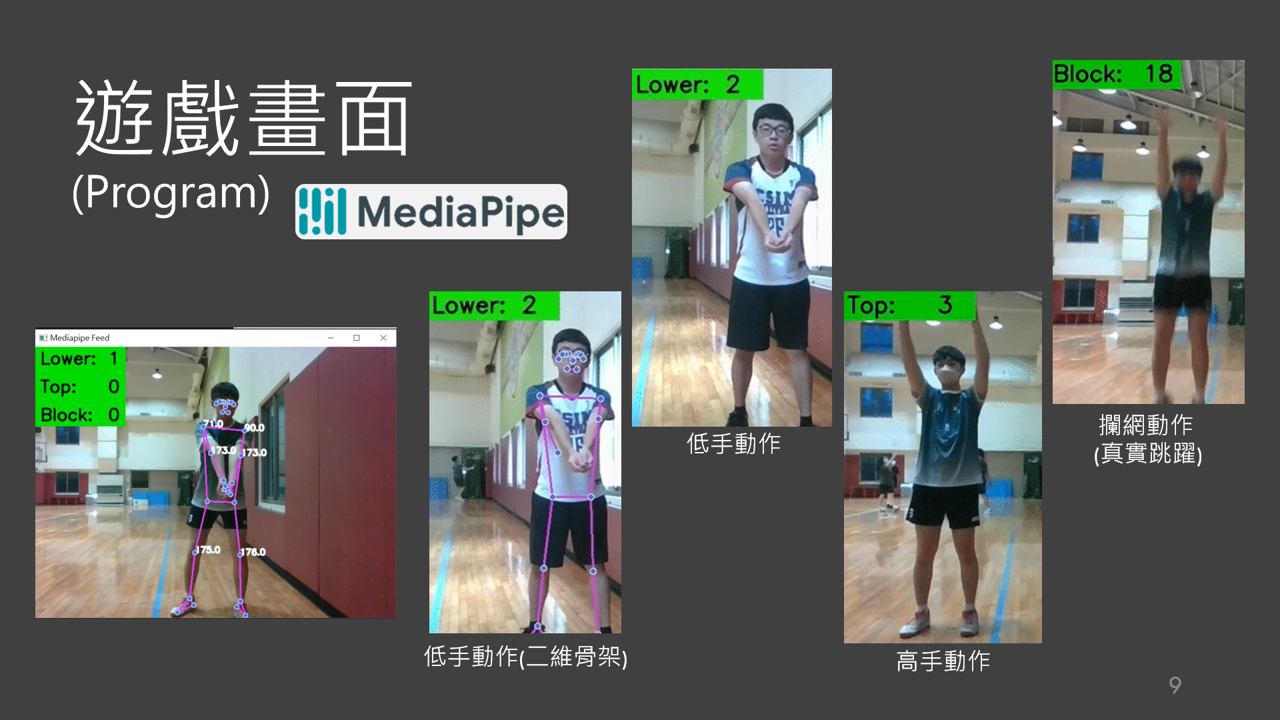 遊戲畫面
(Program)
MediaPipe
Mediapipe Feed
Lower: 1
Top: 0
Block: 0
71.0
90.0
173.0
173.0
175.0
176.0
Lower: 2
低手動作(二維骨架)
Lower: 2
低手動作
Top: 3
高手動作
Block: 18
攔網動作
(真實跳躍)
9